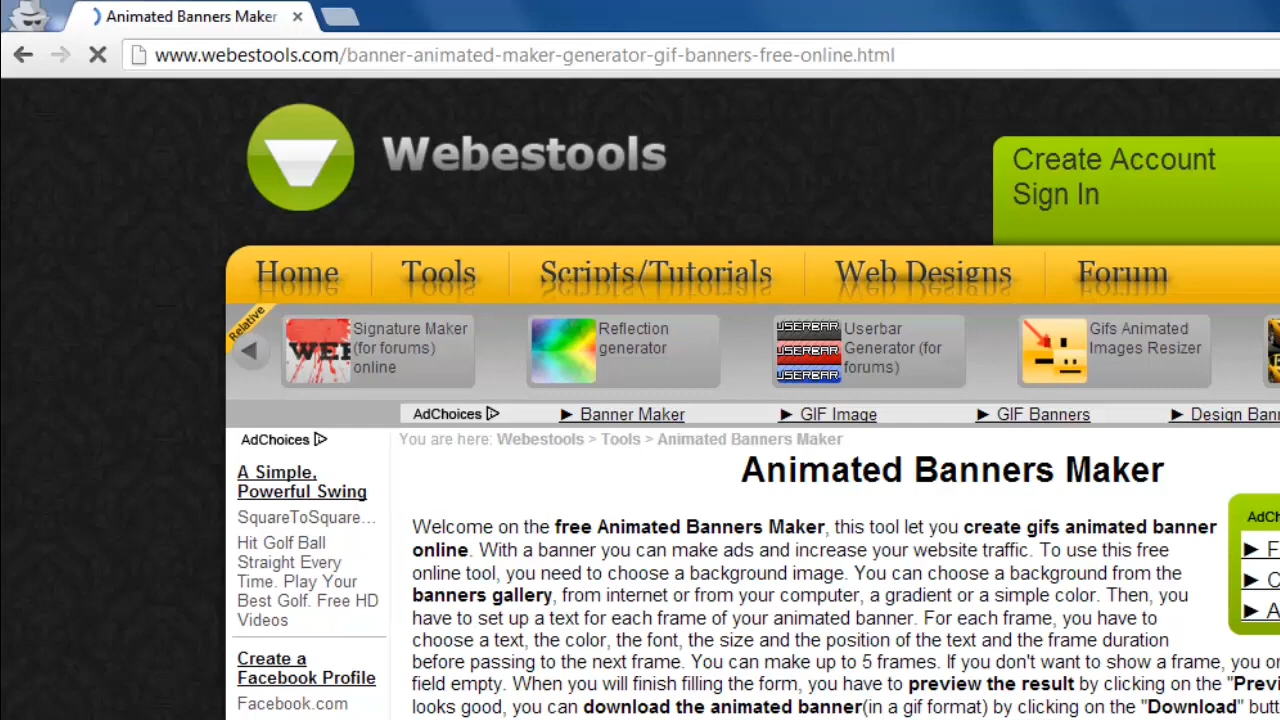 Animated Banners Maker
www.webestools.com/banner-animated-maker-generator-gif-banners-free-online.html
Webestools
Create Account
Sign In
Home Tools Scripts/Tutorials Web Designs Forum
Relative
Signature Maker
(for forums)
online
Reflection
generator
USERBAR
USERBAR
USERBAR
Userbar
Generator (for
forums)
Gifs Animated
Images Resizer
AdChoices ► Banner Maker ► GIF Image ► GIF Banners ► Design Ban
AdChoices
You are here: Webestools > Tools > Animated Banners Maker
A Simple,
Powerful Swing
SquareToSquare...
Hit Golf Ball
Straight Every
Time. Play Your
Best Golf. Free HD
Videos
Create a
Facebook Profile
Facebook.com
Animated Banners Maker
Welcome on the free Animated Banners Maker, this tool let you create gifs animated banner
online. With a banner you can make ads and increase your website traffic. To use this free
online tool, you need to choose a background image. You can choose a background from the
banners gallery, from internet or from your computer, a gradient or a simple color. Then, you
have to set up a text for each frame of your animated banner. For each frame, you have to
choose a text, the color, the font, the size and the position of the text and the frame duration
before passing to the next frame. You can make up to 5 frames. If you don't want to show a frame, you
field empty. When you will finish filling the form, you have to preview the result by clicking on the "Previ
looks good, you can download the animated banner(in a gif format) by clicking on the "Download" butt
AdCh
► F
► C
► A